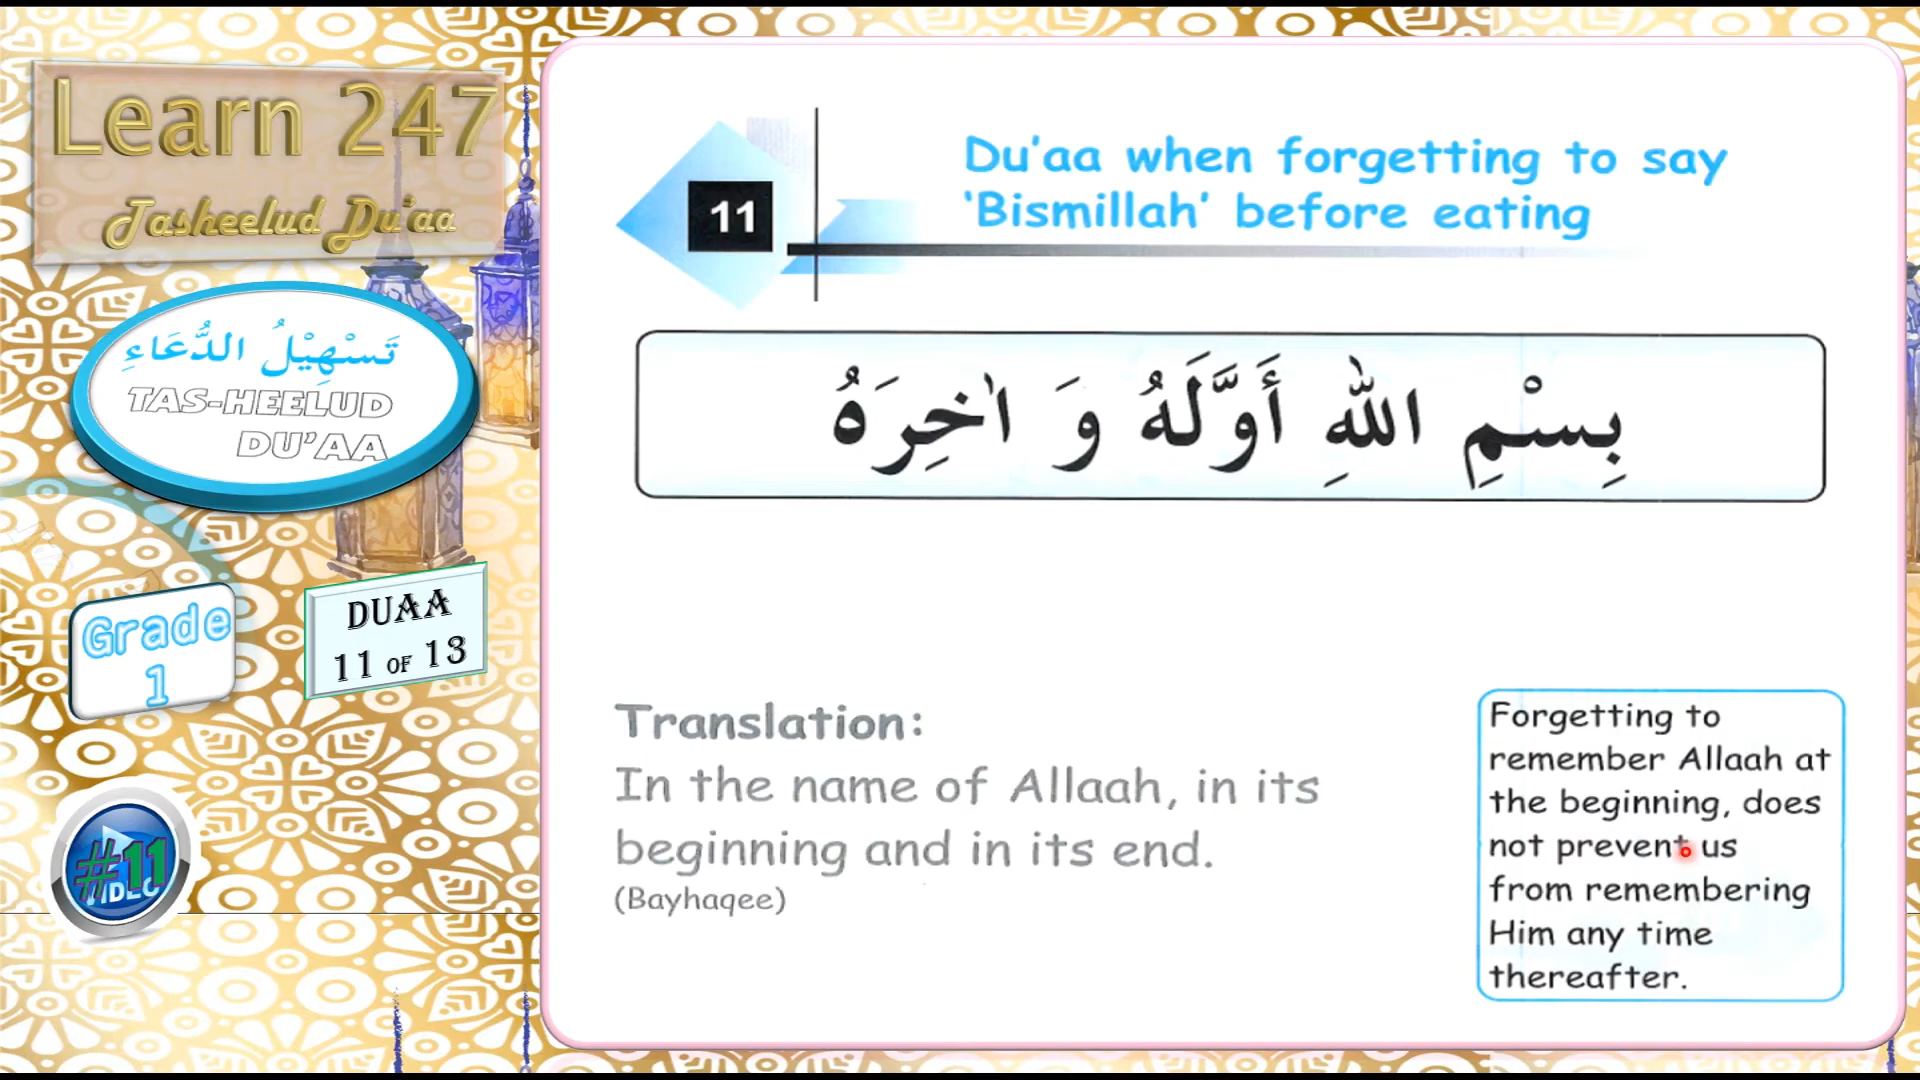 Learn 247
Tasheelud Du'aa
تَسْهِيْلُ الدُّعَاءِ
TAS-HEELUD
DU'AA
Grade
1
DUAA
11 OF 13
#11
11
Du'aa when forgetting to say
'Bismillah' before eating
بِسْمِ اللهِ أَوَّلَهُ وَ اٰخِرَهُ
Translation:
In the name of Allaah, in its
beginning and in its end.
(Bayhaqee)
Forgetting to
remember Allaah at
the beginning, does
not prevent us
from remembering
Him any time
thereafter.